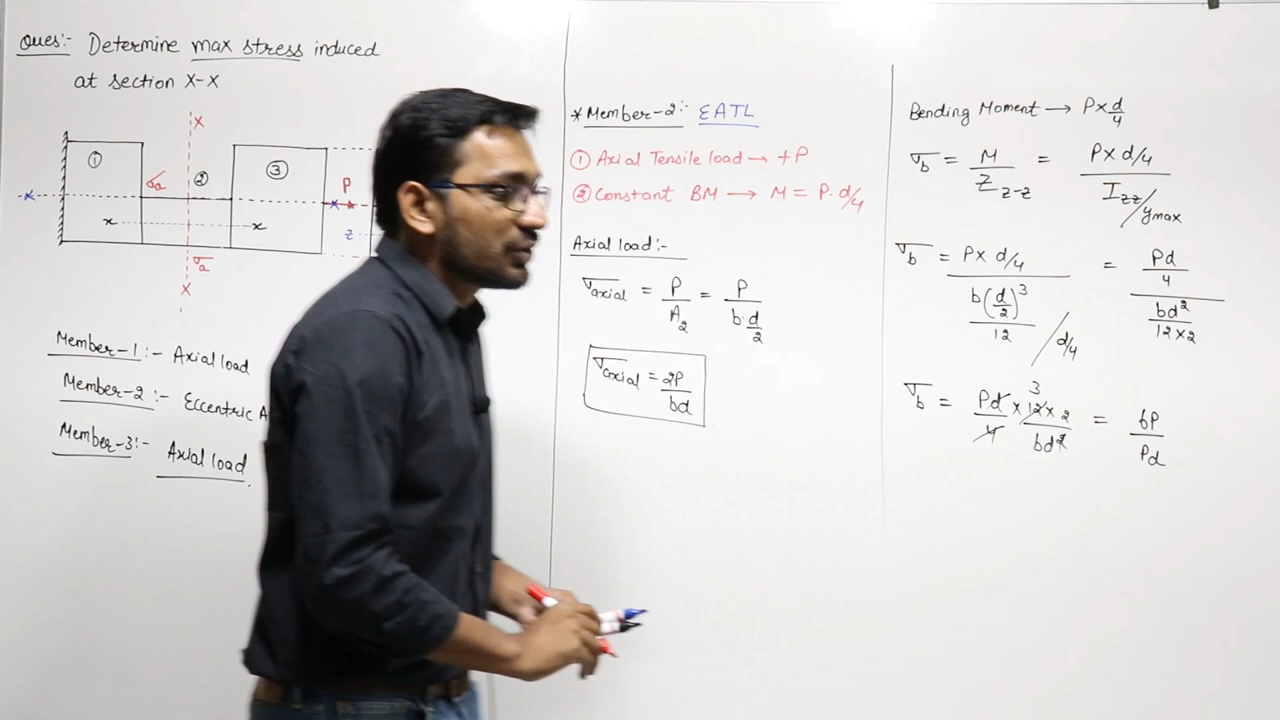 Ques:- Determine max stress induced
at section X-X
X
① ② ③
σa
P
x x
x x
z
σa
X
Member-1:- Axial load
Member-2:- Eccentric A
Member-3:- Axial load
* Member-2:- EATL
① Axial Tensile load → +P
② Constant BM → M = P·d/4
Axial load:-
σaxial = P/A2 = P/(b·d/2)
σaxial = 2P/bd
Bending Moment → P×d/4
σb = M/Zz-z = (P×d/4)/(Izz/ymax)
σb = (P×d/4)/((b(d/2)³/12)/(d/4)) = (Pd/4)/(bd²/(12×2))
σb = Pd/4 × 3 12×2/bd² = 6P/Pd